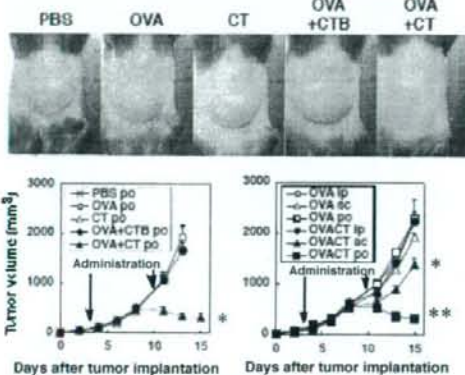 PBS OVA CT OVA +CTB OVA +CT
3000
2000
1000
0
Tumor volume (mm³)
PBS po
OVA po
CT po
OVA+CTB po
OVA+CT po
Administration
*
0 5 10 15
Days after tumor implantation
3000
2000
1000
0
OVA ip
OVA sc
OVA po
OVACT ip
OVACT sc
OVACT po
Administration
*
**
0 5 10 15
Days after tumor implantation